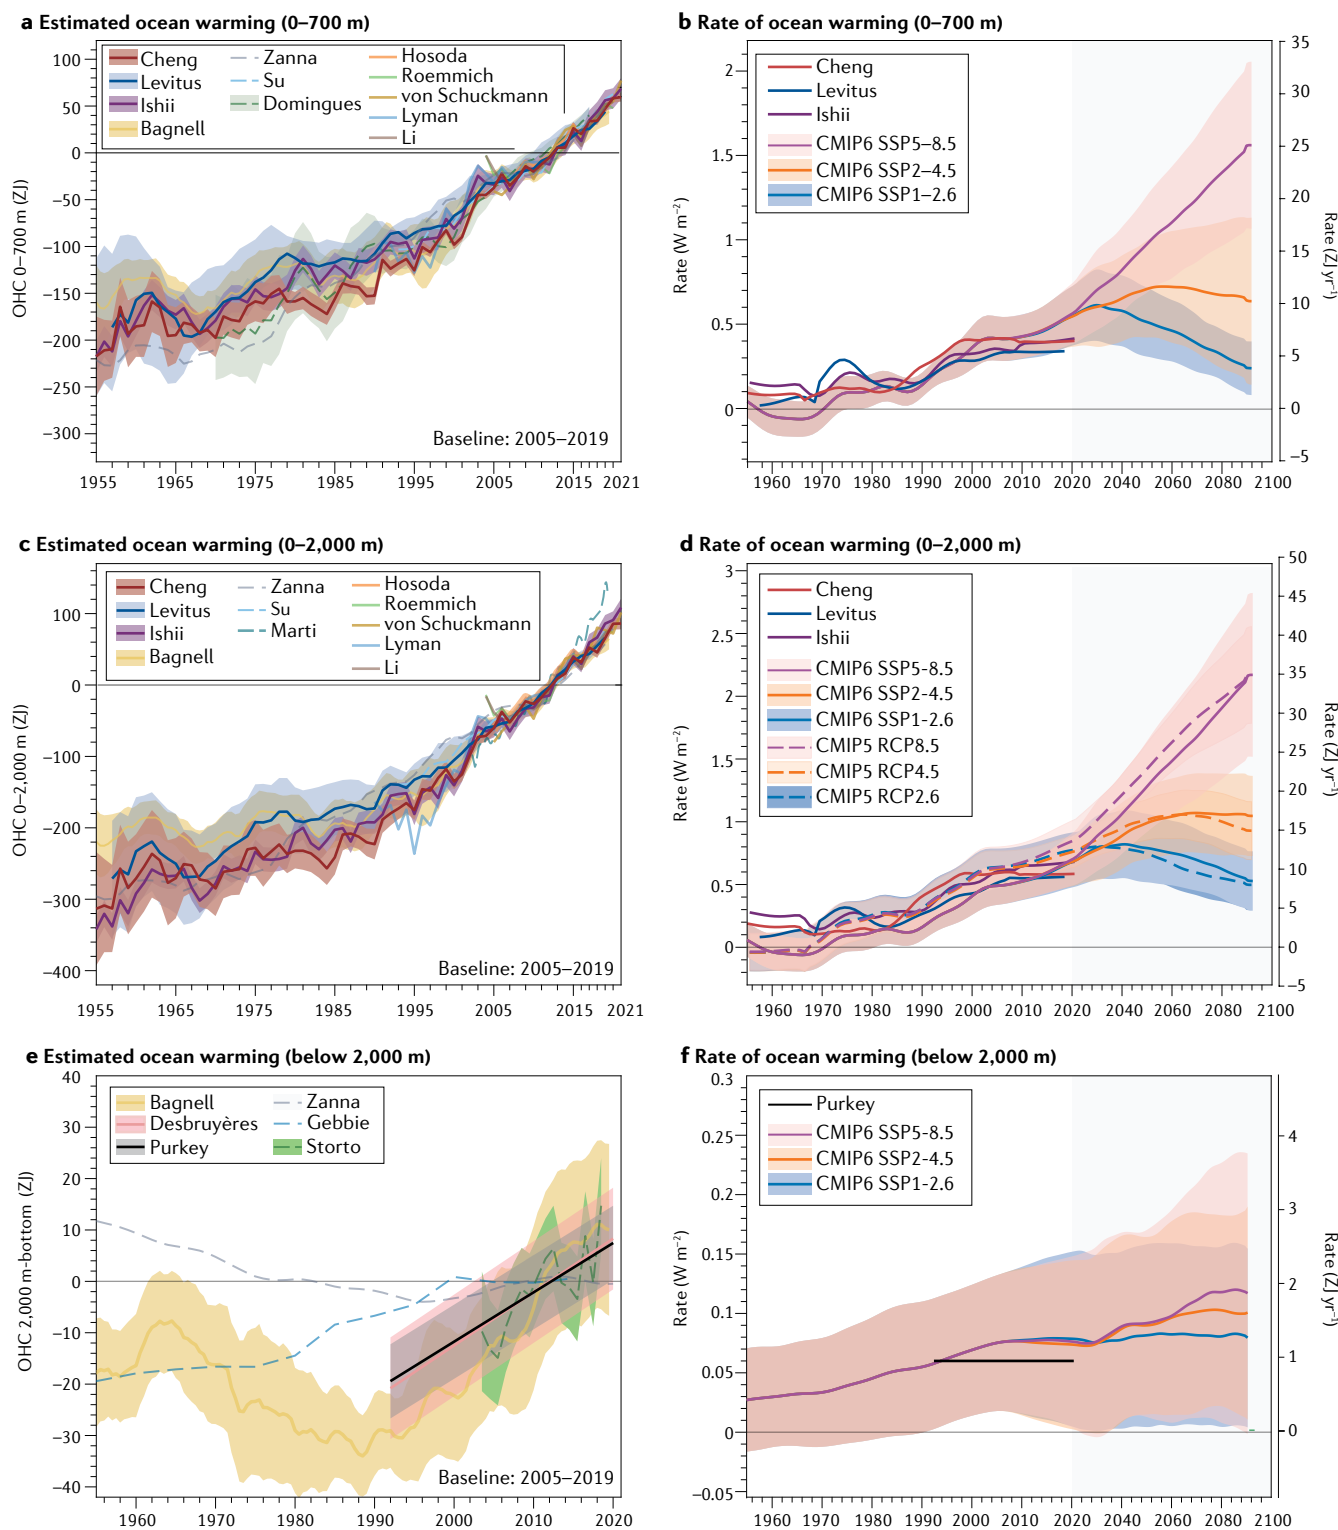 a Estimated ocean warming (0–700 m)
Cheng
Levitus
Ishii
Bagnell
Zanna
Su
Domingues
Hosoda
Roemmich
von Schuckmann
Lyman
Li
OHC 0–700 m (ZJ)
100
50
0
–50
–100
–150
–200
–250
–300
Baseline: 2005–2019
1955 1965 1975 1985 1995 2005 2015 2021
b Rate of ocean warming (0–700 m)
Cheng
Levitus
Ishii
CMIP6 SSP5–8.5
CMIP6 SSP2–4.5
CMIP6 SSP1–2.6
Rate (W m⁻²)
2
1.5
1
0.5
0
35
30
25
20
15
10
5
0
–5
Rate (ZJ yr⁻¹)
1960 1970 1980 1990 2000 2020 2040 2060 2080 2100
c Estimated ocean warming (0–2,000 m)
Cheng
Levitus
Ishii
Bagnell
Zanna
Su
Marti
Hosoda
Roemmich
von Schuckmann
Lyman
Li
OHC 0–2,000 m (ZJ)
100
0
–100
–200
–300
–400
Baseline: 2005–2019
1955 1965 1975 1985 1995 2005 2015 2021
d Rate of ocean warming (0–2,000 m)
Cheng
Levitus
Ishii
CMIP6 SSP5-8.5
CMIP6 SSP2-4.5
CMIP6 SSP1-2.6
CMIP5 RCP8.5
CMIP5 RCP4.5
CMIP5 RCP2.6
Rate (W m⁻²)
3
2.5
2
1.5
1
0.5
0
50
45
40
35
30
25
20
15
10
5
0
–5
Rate (ZJ yr⁻¹)
1960 1970 1980 1990 2000 2020 2040 2060 2080 2100
e Estimated ocean warming (below 2,000 m)
Bagnell
Desbruyères
Purkey
Zanna
Gebbie
Storto
OHC 2,000 m-bottom (ZJ)
40
30
20
10
0
–10
–20
–30
–40
Baseline: 2005–2019
1960 1970 1980 1990 2000 2010 2020
f Rate of ocean warming (below 2,000 m)
Purkey
CMIP6 SSP5-8.5
CMIP6 SSP2-4.5
CMIP6 SSP1-2.6
Rate (W m⁻²)
0.3
0.25
0.2
0.15
0.1
0.05
0
–0.05
4
3
2
1
0
Rate (ZJ yr⁻¹)
1960 1970 1980 1990 2000 2020 2040 2060 2080 2100